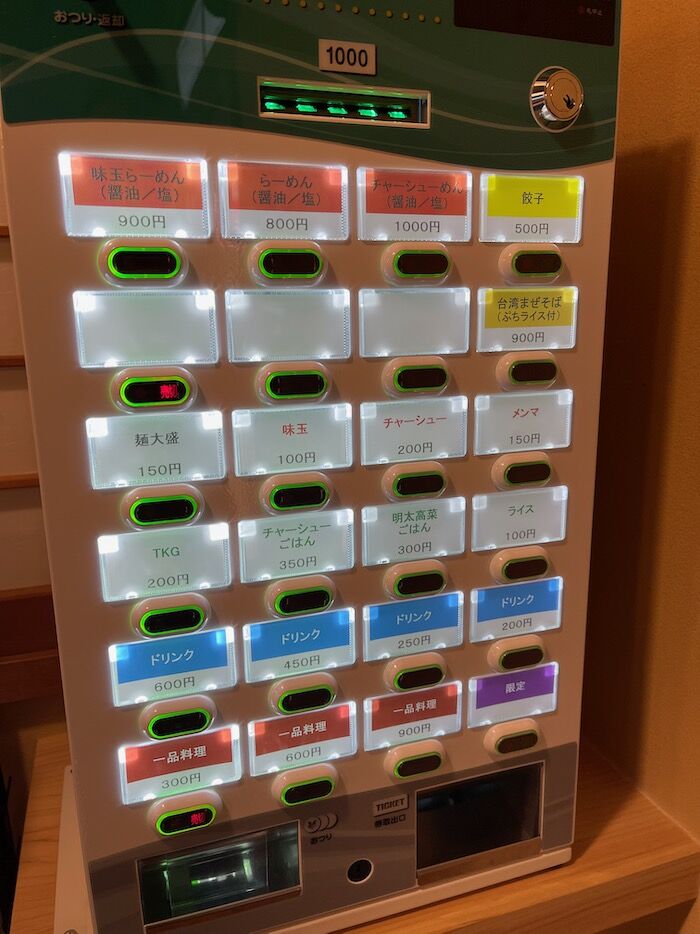 おつり・返却
1000
味玉らーめん
(醤油／塩)
900円
らーめん
(醤油／塩)
800円
チャーシューめん
(醤油／塩)
1000円
餃子
500円
台湾まぜそば
(ぷちライス付)
900円
麺大盛
150円
味玉
100円
チャーシュー
200円
メンマ
150円
TKG
200円
チャーシュー
ごはん
350円
明太高菜
ごはん
300円
ライス
100円
ドリンク
600円
ドリンク
450円
ドリンク
250円
ドリンク
200円
一品料理
300円
一品料理
600円
一品料理
900円
限定
おつり
TICKET
券取出口